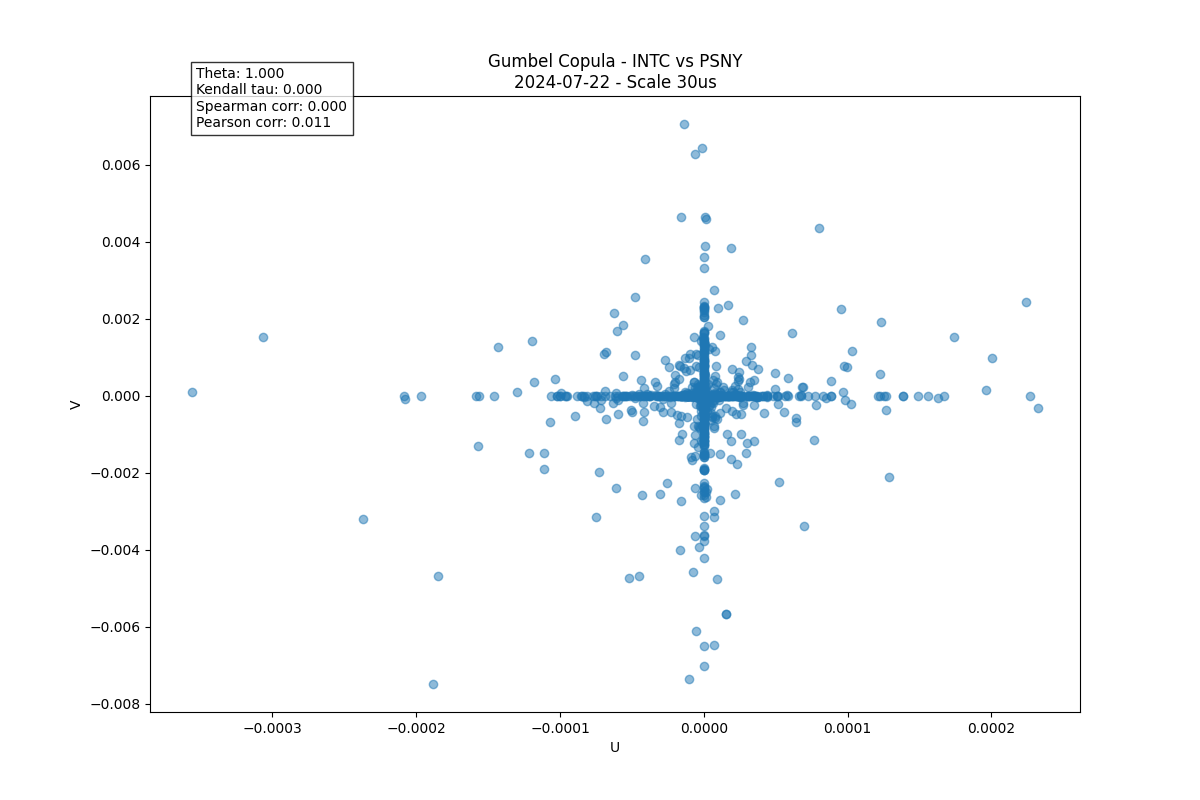 Gumbel Copula - INTC vs PSNY
2024-07-22 - Scale 30us
Theta: 1.000
Kendall tau: 0.000
Spearman corr: 0.000
Pearson corr: 0.011
0.006
0.004
0.002
0.000
−0.002
−0.004
−0.006
−0.008
V
−0.0003
−0.0002
−0.0001
0.0000
0.0001
0.0002
U